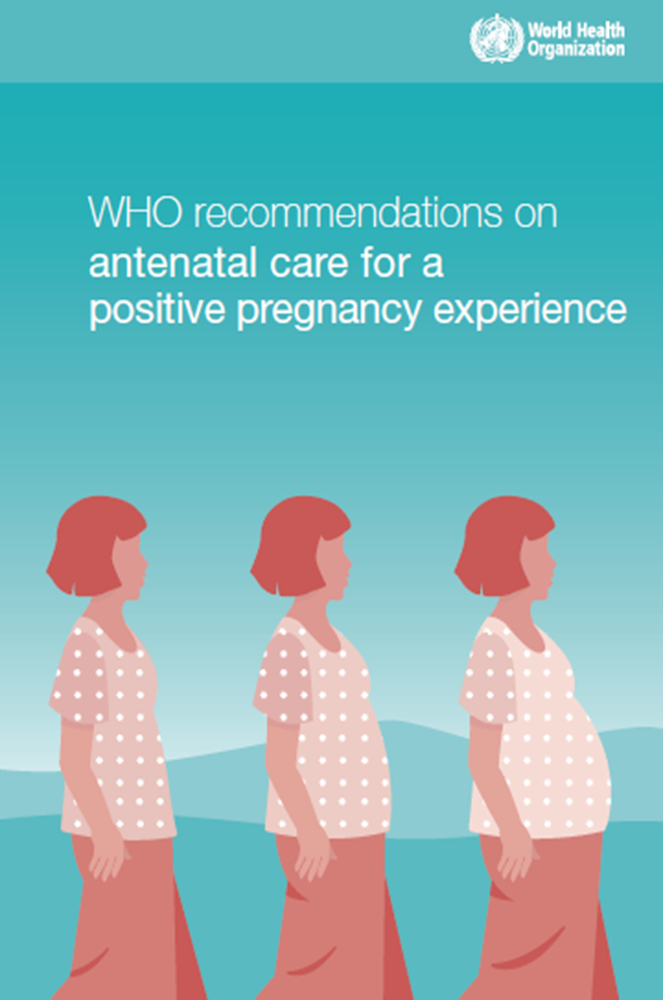 World Health
Organization
WHO recommendations on
antenatal care for a
positive pregnancy experience